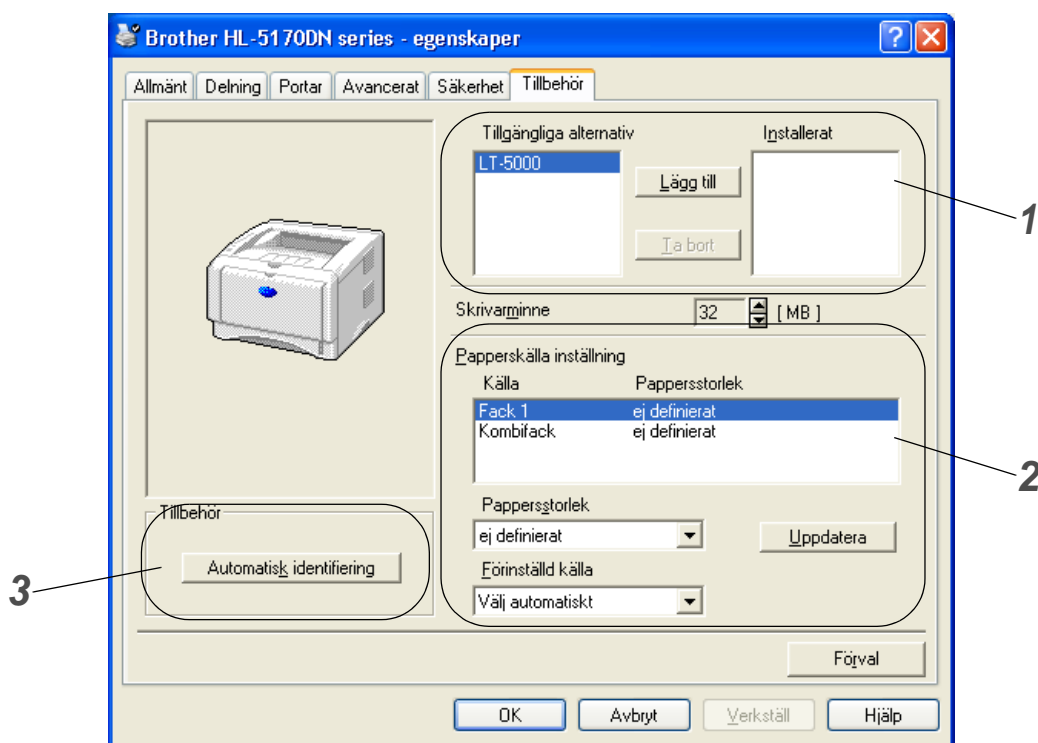 Brother HL-5170DN series - egenskaper
Allmänt Delning Portar Avancerat Säkerhet Tillbehör
Tillgängliga alternativ Installerat
LT-5000
Lägg till
1
Ta bort
Skrivarminne 32 [ MB ]
Papperskälla inställning
Källa Pappersstorlek
Fack 1 ej definierat
Kombifack ej definierat
2
Tillbehör
Pappersstorlek
ej definierat Uppdatera
Automatisk identifiering
Förinställd källa
3
Välj automatiskt
Förval
OK Avbryt Verkställ Hjälp